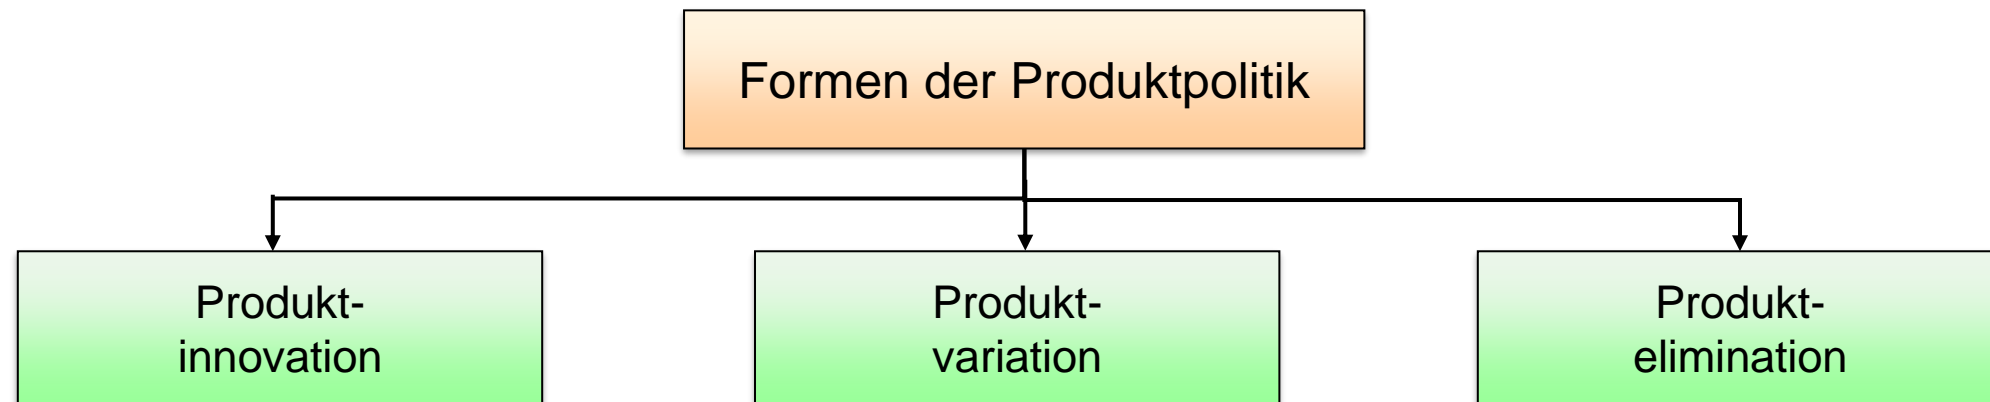 Formen der Produktpolitik
Produkt-
innovation
Produkt-
variation
Produkt-
elimination